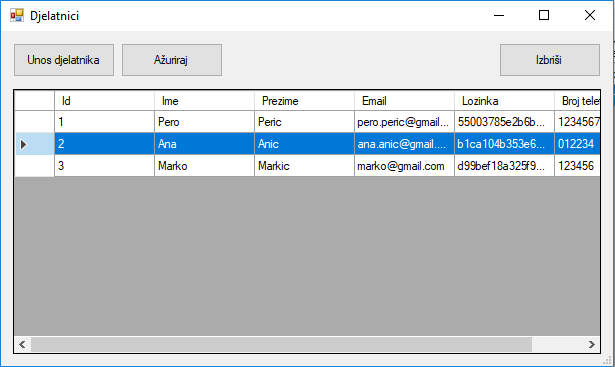 Djelatnici
Unos djelatnika Ažuriraj Izbriši
Id Ime Prezime Email Lozinka Broj telef
1 Pero Peric pero.peric@gmail... 55003785e2b6b... 1234567
2 Ana Anic ana.anic@gmail.... b1ca104b353e6... 012234
3 Marko Markic marko@gmail.com d99bef18a325f9... 123456